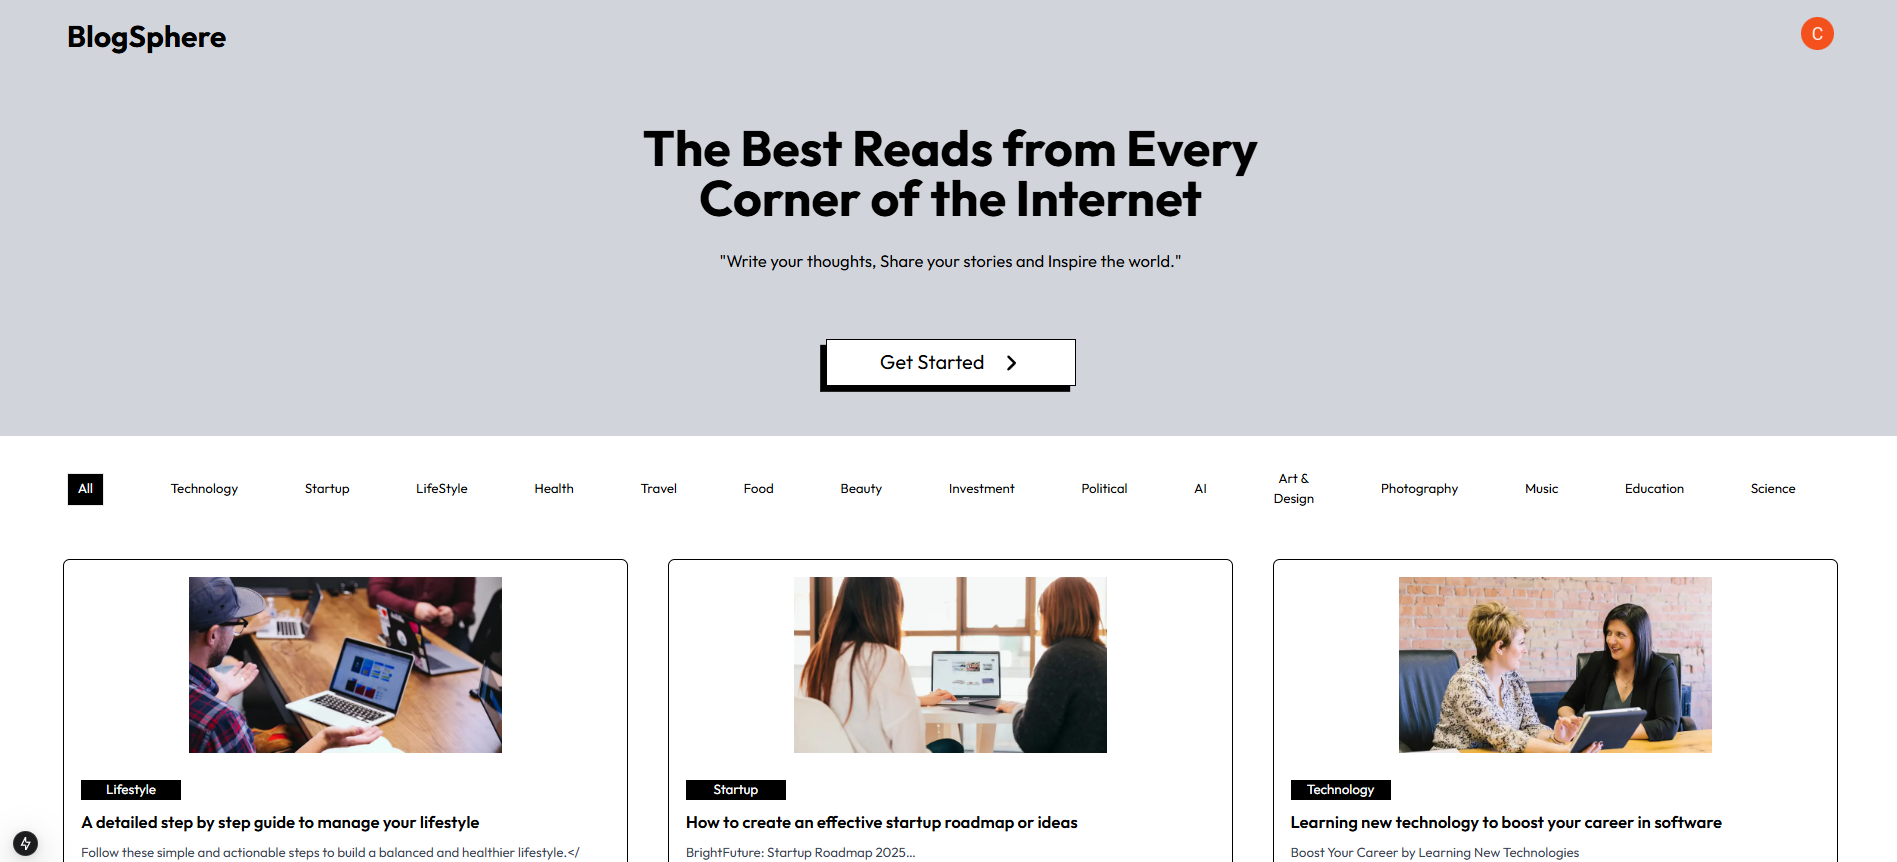 BlogSphere
C
The Best Reads from Every
Corner of the Internet
"Write your thoughts, Share your stories and Inspire the world."
Get Started
All
Technology
Startup
LifeStyle
Health
Travel
Food
Beauty
Investment
Political
AI
Art &
Design
Photography
Music
Education
Science
Lifestyle
A detailed step by step guide to manage your lifestyle
Follow these simple and actionable steps to build a balanced and healthier lifestyle.</
Startup
How to create an effective startup roadmap or ideas
BrightFuture: Startup Roadmap 2025...
Technology
Learning new technology to boost your career in software
Boost Your Career by Learning New Technologies